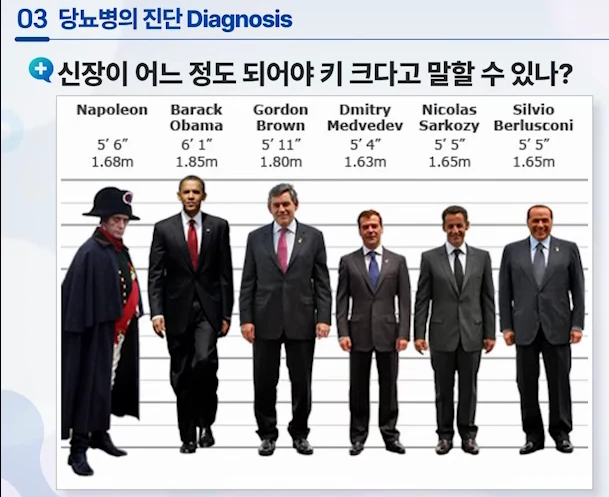 03 당뇨병의 진단 Diagnosis
신장이 어느 정도 되어야 키 크다고 말할 수 있나?
Napoleon
5′ 6″
1.68m
Barack
Obama
6′ 1″
1.85m
Gordon
Brown
5′ 11″
1.80m
Dmitry
Medvedev
5′ 4″
1.63m
Nicolas
Sarkozy
5′ 5″
1.65m
Silvio
Berlusconi
5′ 5″
1.65m